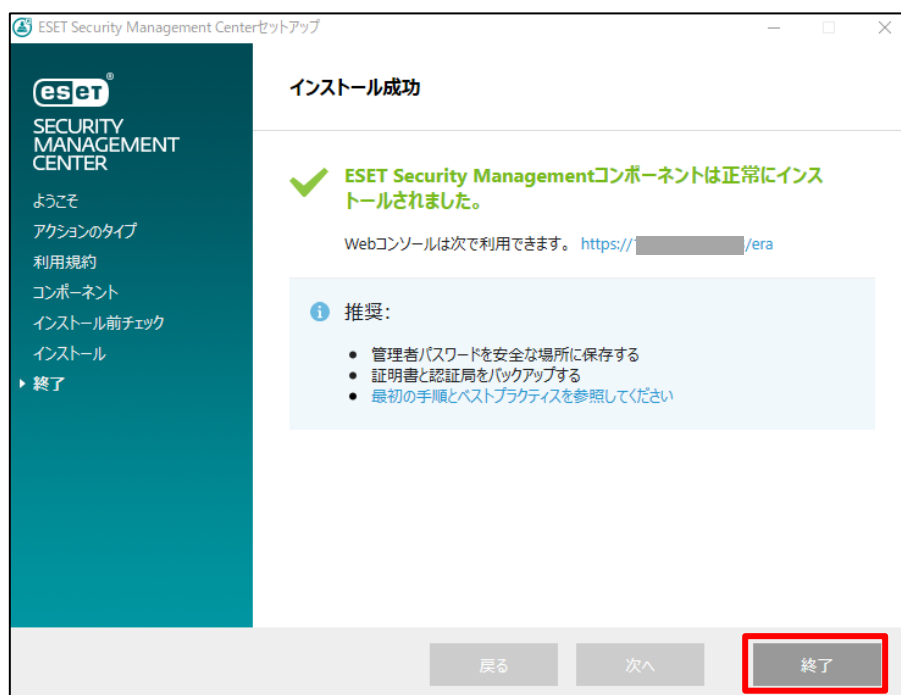 ESET Security Management Centerセットアップ
eset®
SECURITY
MANAGEMENT
CENTER
ようこそ
アクションのタイプ
利用規約
コンポーネント
インストール前チェック
インストール
終了
インストール成功
ESET Security Managementコンポーネントは正常にインス
トールされました。
Webコンソールは次で利用できます。 https:// /era
推奨:
• 管理者パスワードを安全な場所に保存する
• 証明書と認証局をバックアップする
• 最初の手順とベストプラクティスを参照してください
戻る
次へ
終了